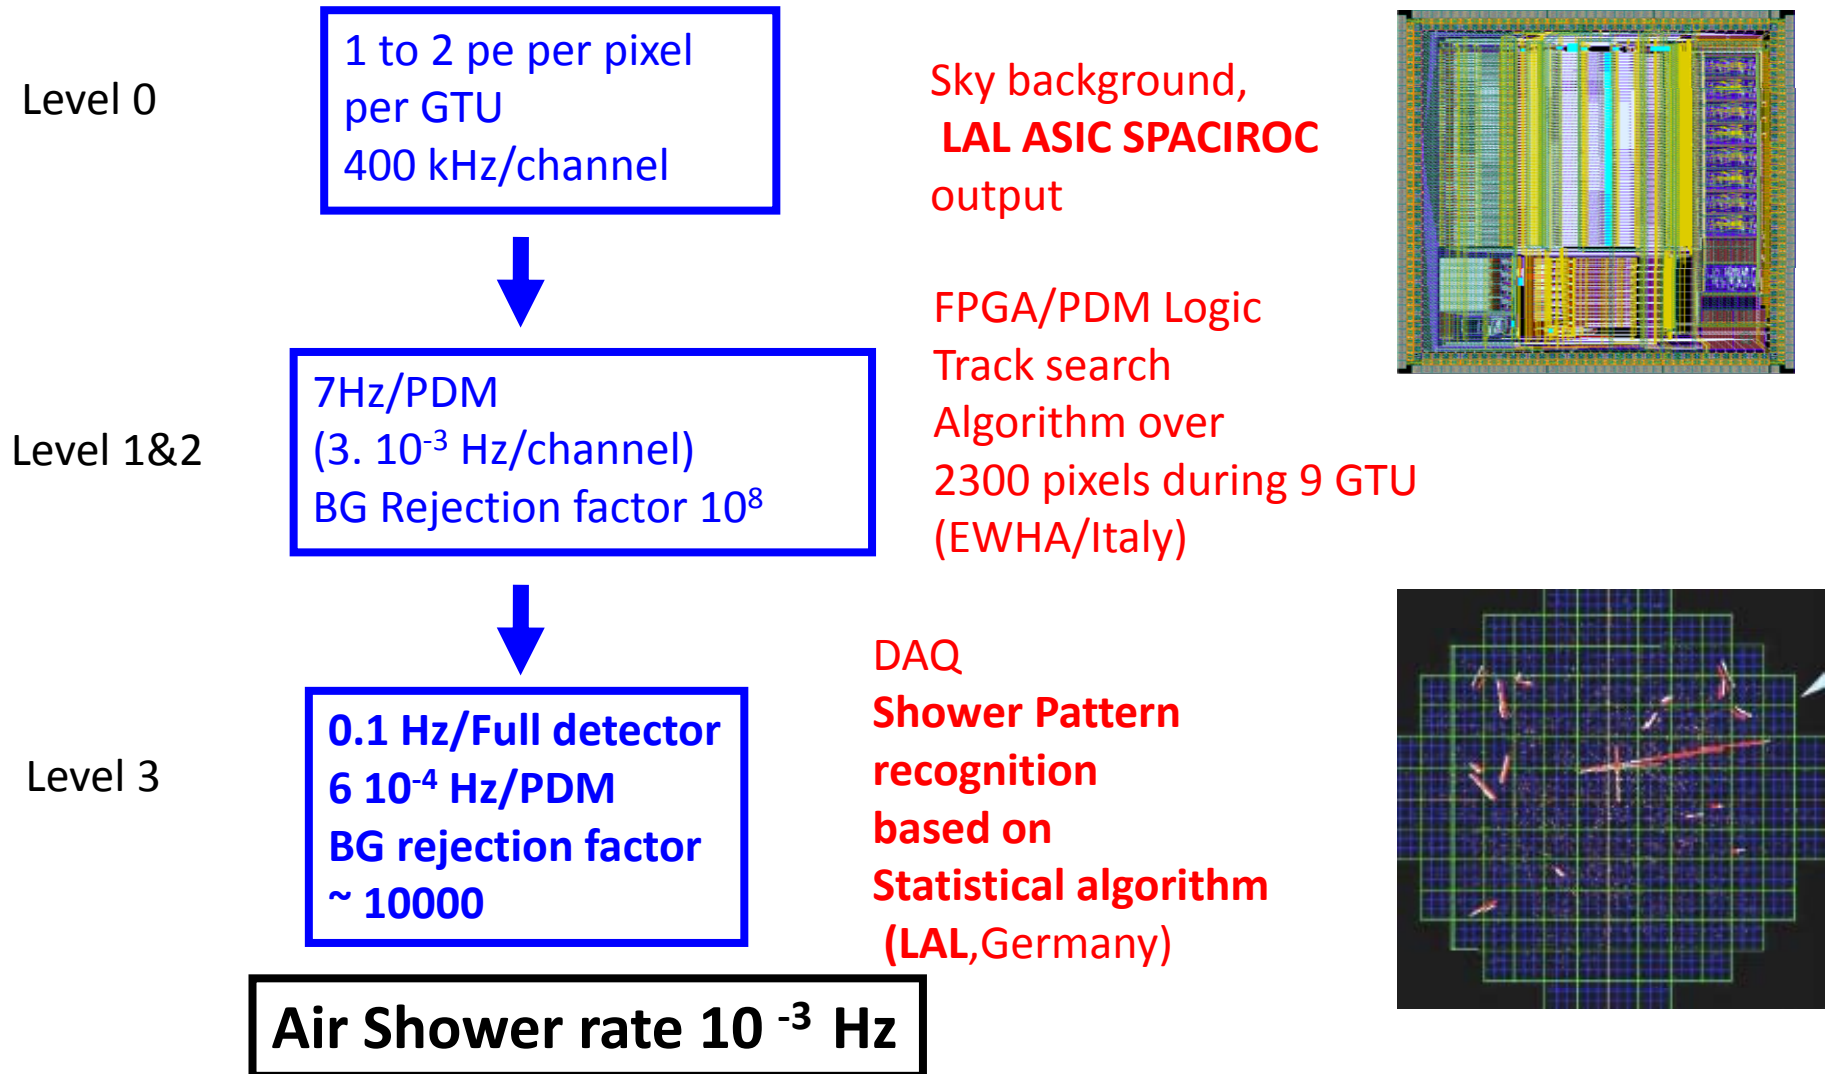 Level 0
1 to 2 pe per pixel
per GTU
400 kHz/channel
Sky background,
LAL ASIC SPACIROC
output
Level 1&2
7Hz/PDM
(3. 10⁻³ Hz/channel)
BG Rejection factor 10⁸
FPGA/PDM Logic
Track search
Algorithm over
2300 pixels during 9 GTU
(EWHA/Italy)
Level 3
0.1 Hz/Full detector
6 10⁻⁴ Hz/PDM
BG rejection factor
~ 10000
DAQ
Shower Pattern
recognition
based on
Statistical algorithm
(LAL,Germany)
Air Shower rate 10 ⁻³ Hz